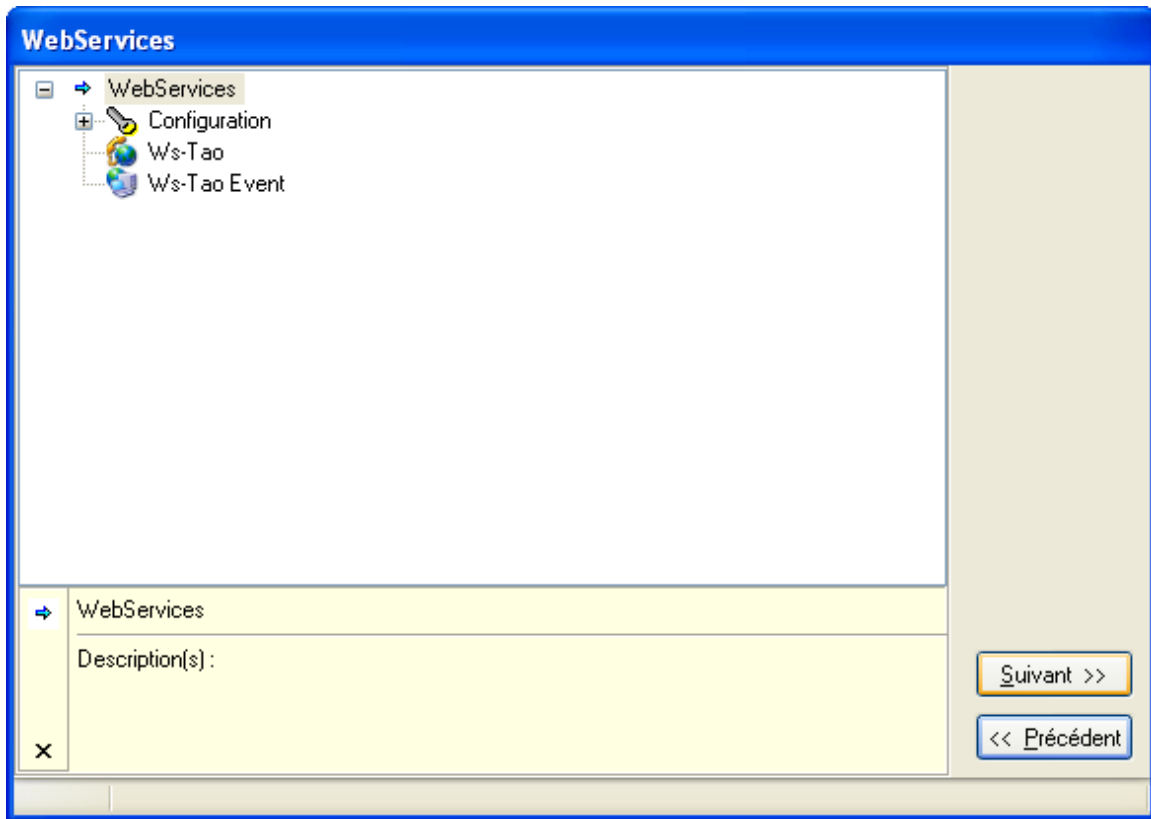 WebServices
WebServices
Configuration
Ws-Tao
Ws-Tao Event
WebServices
Description(s) :
Suivant >>
<< Précédent